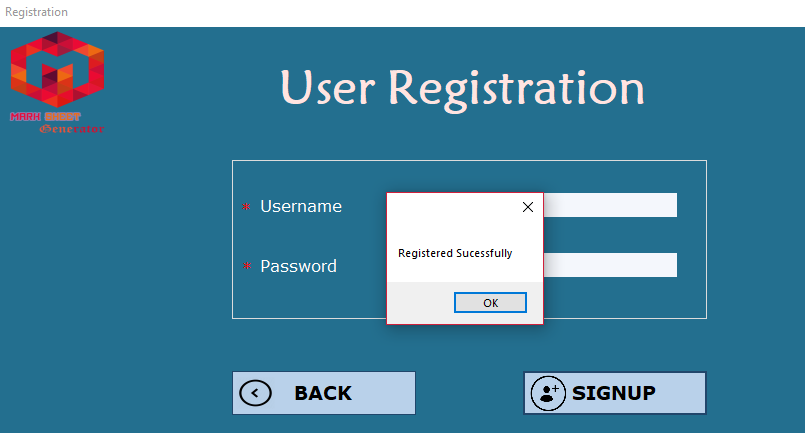 Registration
MARK SHEET
Generator
User Registration
* Username
* Password
Registered Sucessfully
OK
BACK
SIGNUP